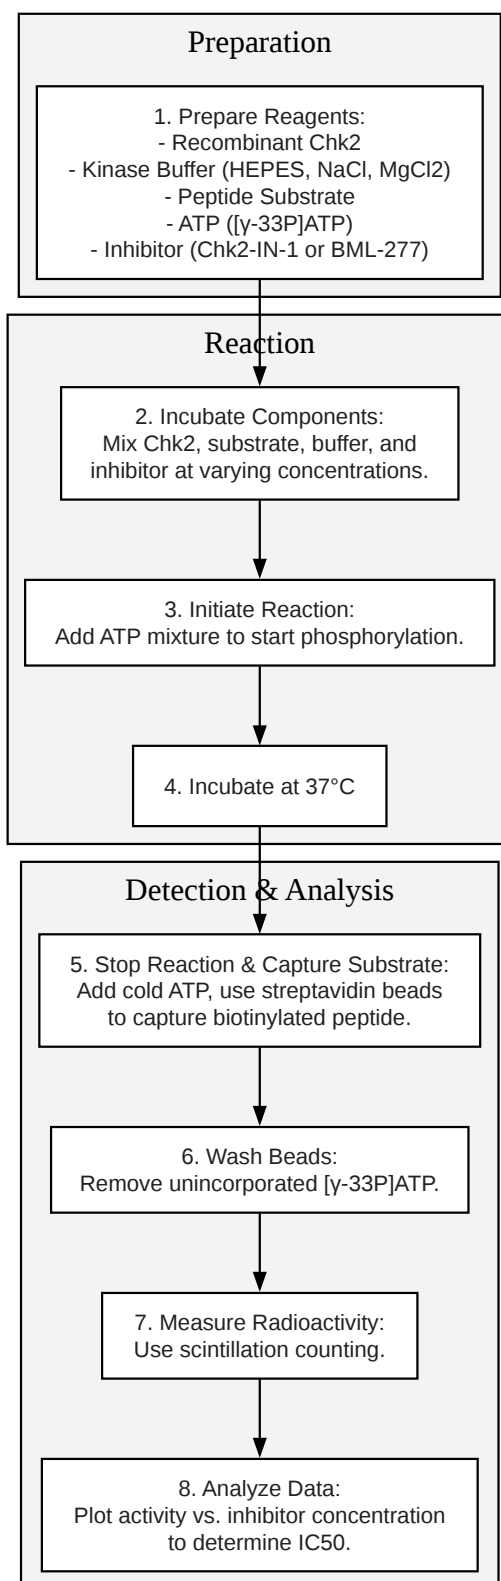 Preparation
1. Prepare Reagents:
- Recombinant Chk2
- Kinase Buffer (HEPES, NaCl, MgCl2)
- Peptide Substrate
- ATP ([γ-33P]ATP)
- Inhibitor (Chk2-IN-1 or BML-277)
Reaction
2. Incubate Components:
Mix Chk2, substrate, buffer, and
inhibitor at varying concentrations.
3. Initiate Reaction:
Add ATP mixture to start phosphorylation.
4. Incubate at 37°C
Detection & Analysis
5. Stop Reaction & Capture Substrate:
Add cold ATP, use streptavidin beads
to capture biotinylated peptide.
6. Wash Beads:
Remove unincorporated [γ-33P]ATP.
7. Measure Radioactivity:
Use scintillation counting.
8. Analyze Data:
Plot activity vs. inhibitor concentration
to determine IC50.